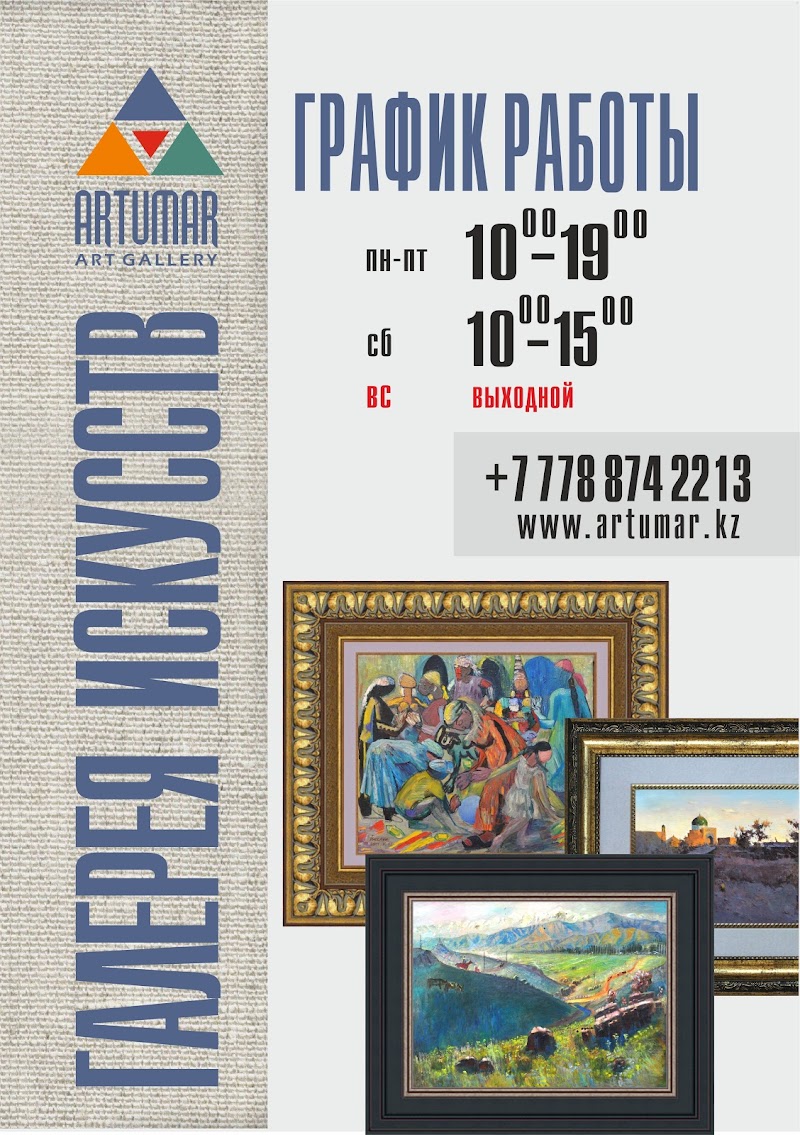 ARTUMAR
ART GALLERY
ГАЛЕРЕЯ ИСКУССТВ
ГРАФИК РАБОТЫ
пн-пт 10⁰⁰-19⁰⁰
сб 10⁰⁰-15⁰⁰
ВС ВЫХОДНОЙ
+7 778 874 2213
www.artumar.kz